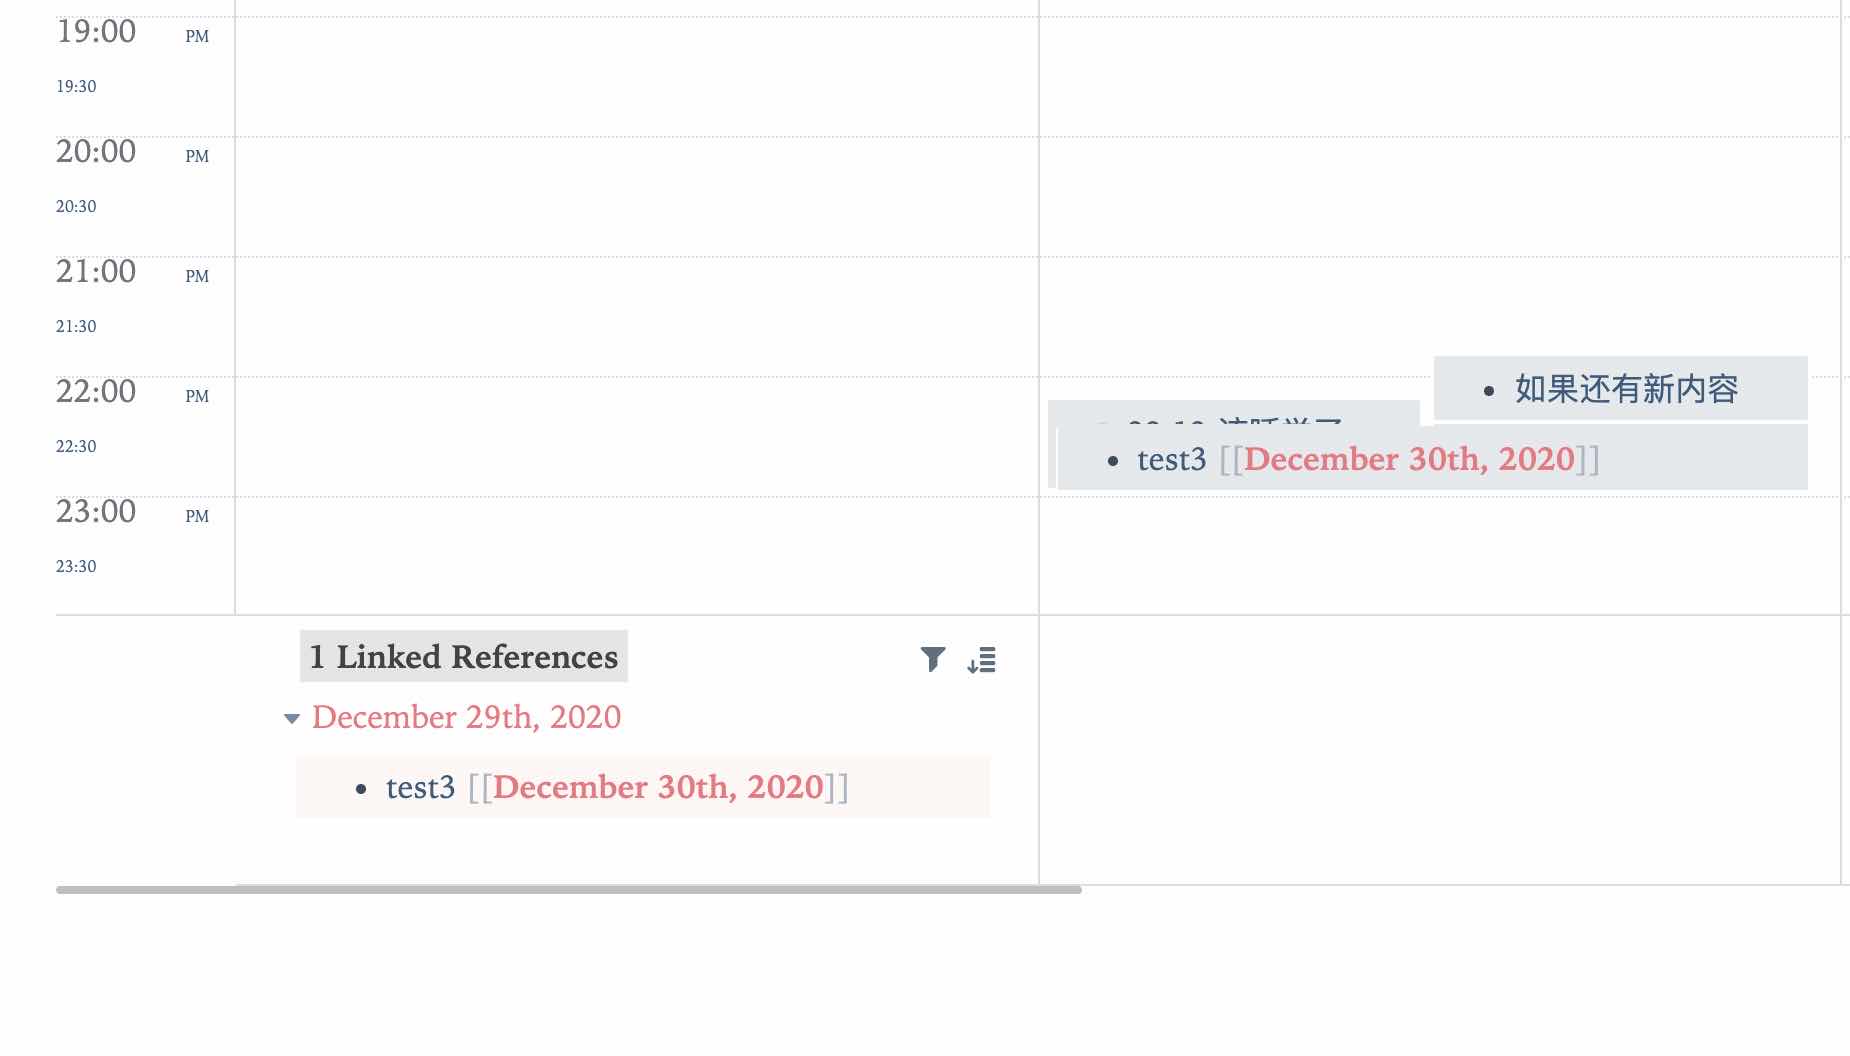 19:00 PM
19:30
20:00 PM
20:30
21:00 PM
21:30
如果还有新内容
22:00 PM
22:30
test3 [[December 30th, 2020]]
23:00 PM
23:30
1 Linked References
December 29th, 2020
test3 [[December 30th, 2020]]